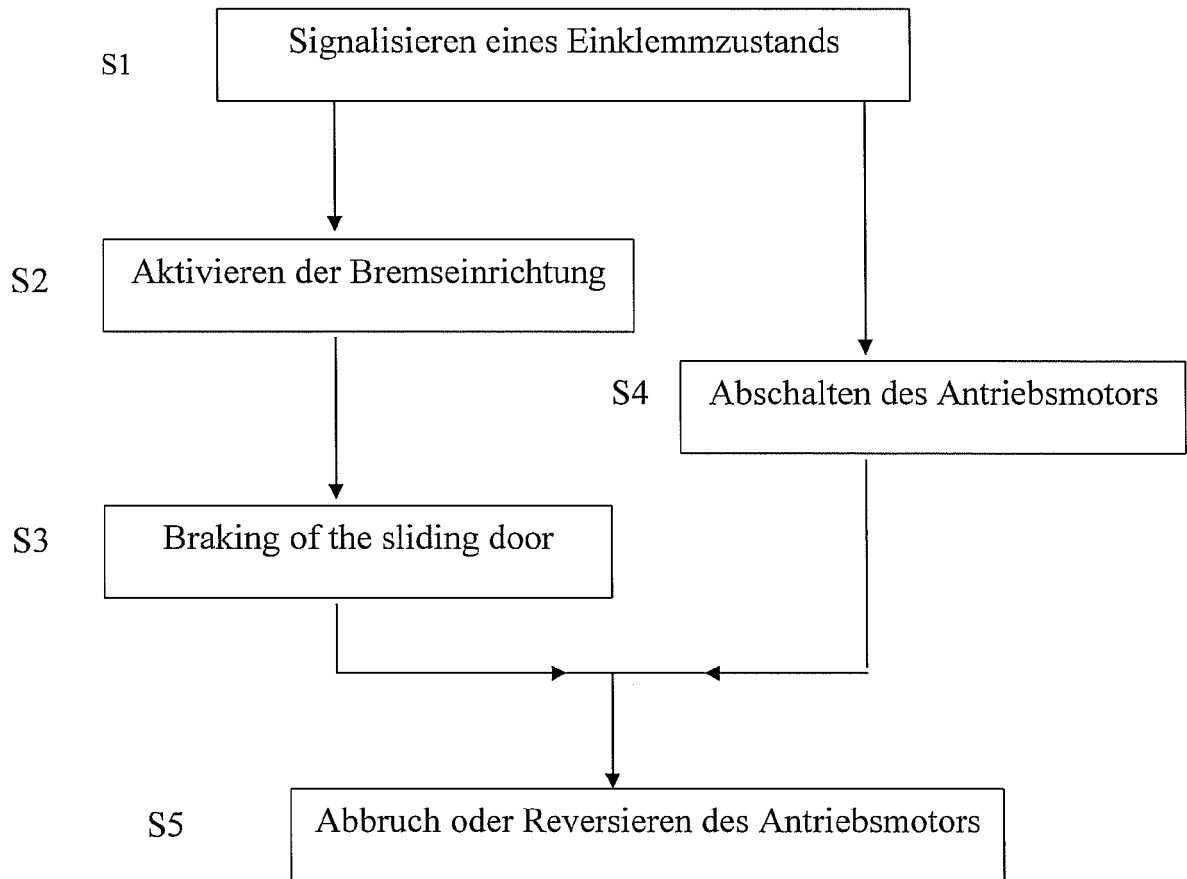 S1
Signalisieren eines Einklemmzustands
S2
Aktivieren der Bremseinrichtung
S4
Abschalten des Antriebsmotors
S3
Braking of the sliding door
S5
Abbruch oder Reversieren des Antriebsmotors